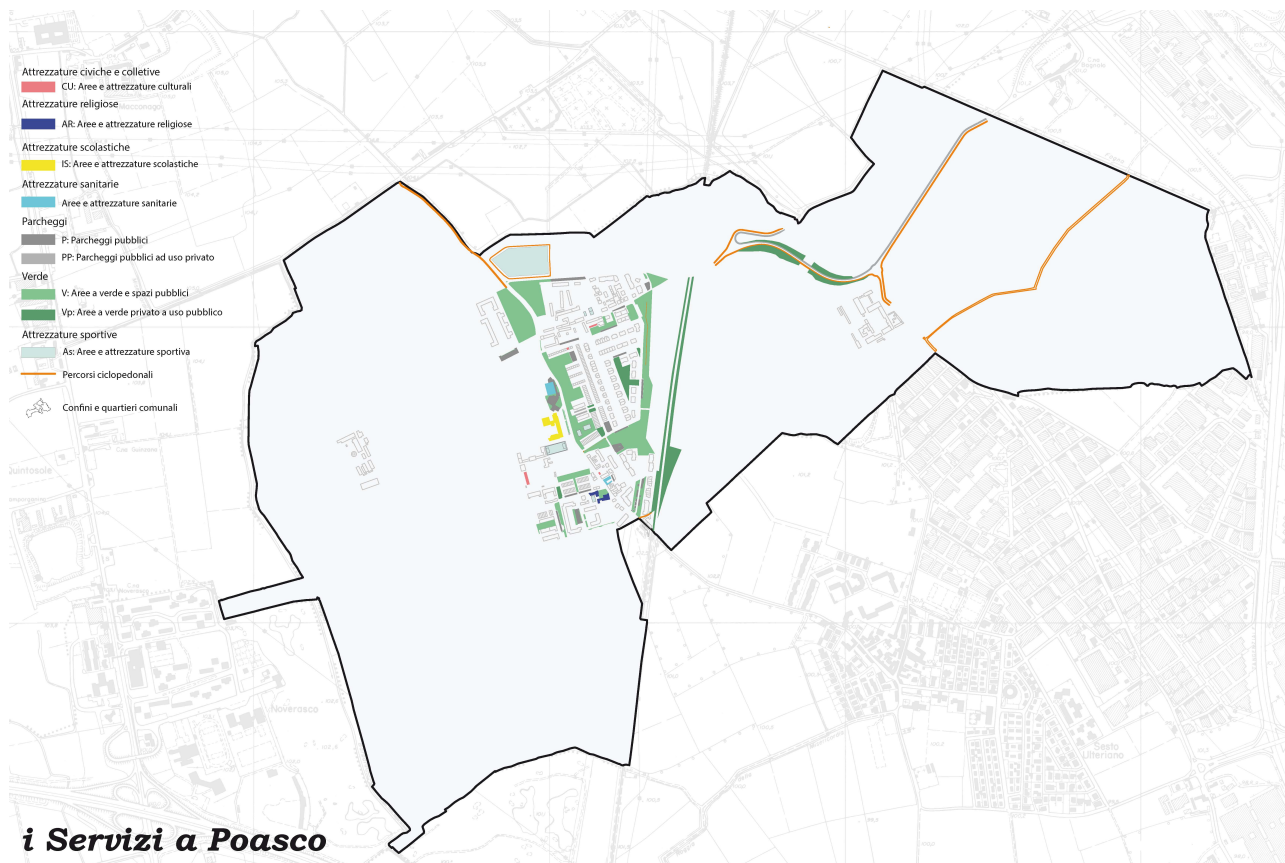 Attrezzature civiche e colletive
CU: Aree e attrezzature culturali
Attrezzature religiose
AR: Aree e attrezzature religiose
Attrezzature scolastiche
IS: Aree e attrezzature scolastiche
Attrezzature sanitarie
Aree e attrezzature sanitarie
Parcheggi
P: Parcheggi pubblici
PP: Parcheggi pubblici ad uso privato
Verde
V: Aree a verde e spazi pubblici
Vp: Aree a verde privato a uso pubblico
Attrezzature sportive
As: Aree e attrezzature sportiva
Percorsi ciclopedonali
Confini e quartieri comunali
Noverasco
Sesto
Ulteriano
i Servizi a Poasco